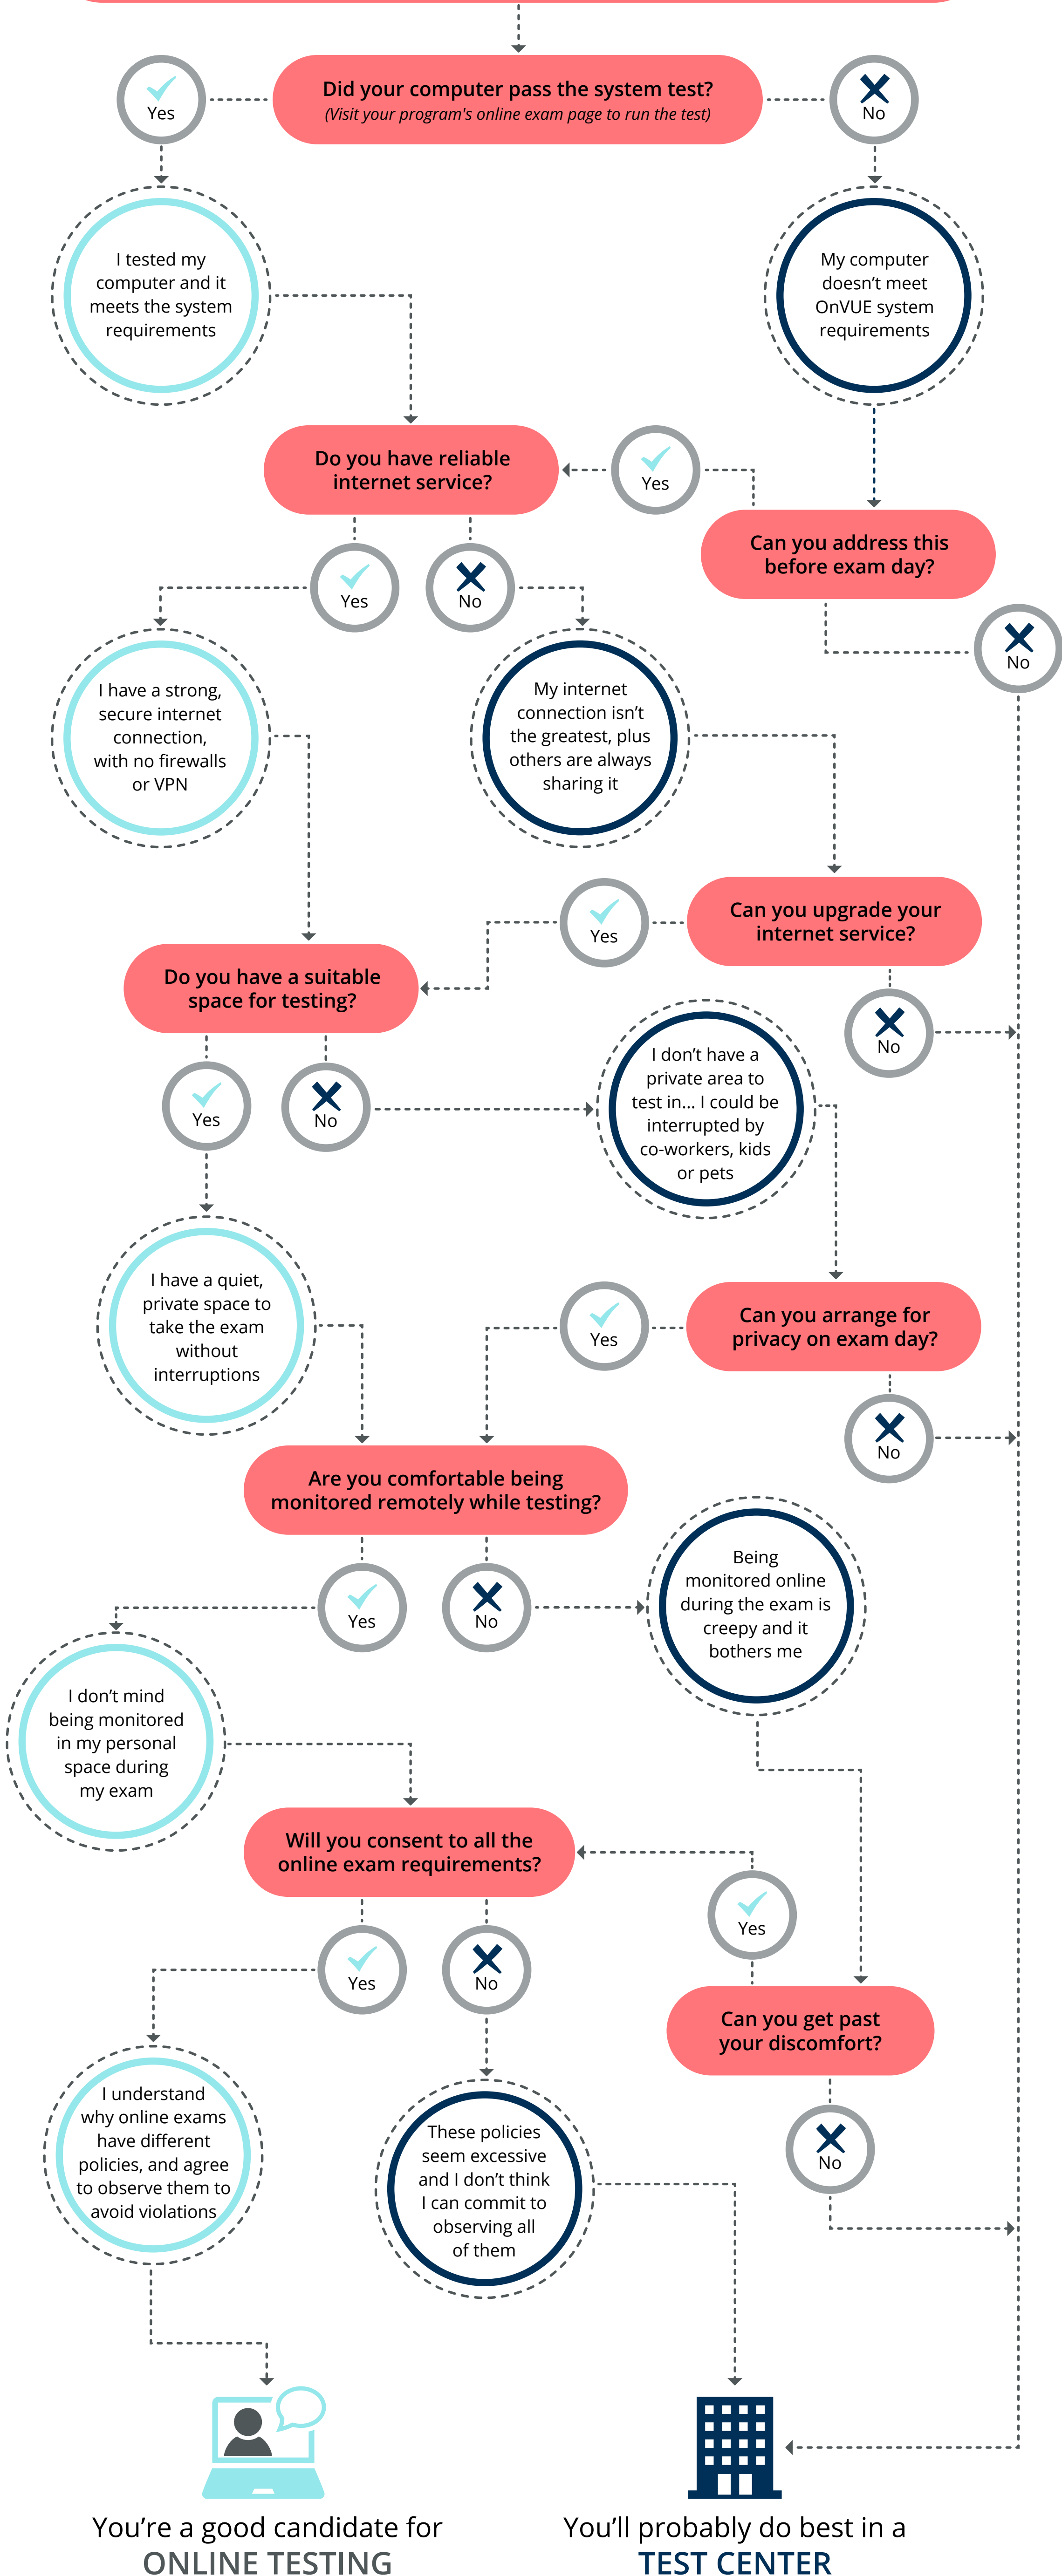 Did your computer pass the system test?
(Visit your program's online exam page to run the test)
Yes
No
I tested my
computer and it
meets the system
requirements
My computer
doesn't meet
OnVUE system
requirements
Do you have reliable
internet service?
Yes
Can you address this
before exam day?
Yes
No
No
I have a strong,
secure internet
connection,
with no firewalls
or VPN
My internet
connection isn't
the greatest, plus
others are always
sharing it
Can you upgrade your
internet service?
Yes
No
Do you have a suitable
space for testing?
Yes
No
I don't have a
private area to
test in... I could be
interrupted by
co-workers, kids
or pets
I have a quiet,
private space to
take the exam
without
interruptions
Can you arrange for
privacy on exam day?
Yes
No
Are you comfortable being
monitored remotely while testing?
Yes
No
Being
monitored online
during the exam is
creepy and it
bothers me
I don't mind
being monitored
in my personal
space during
my exam
Will you consent to all the
online exam requirements?
Yes
Yes
No
Can you get past
your discomfort?
No
I understand
why online exams
have different
policies, and agree
to observe them to
avoid violations
These policies
seem excessive
and I don't think
I can commit to
observing all
of them
You're a good candidate for
ONLINE TESTING
You'll probably do best in a
TEST CENTER